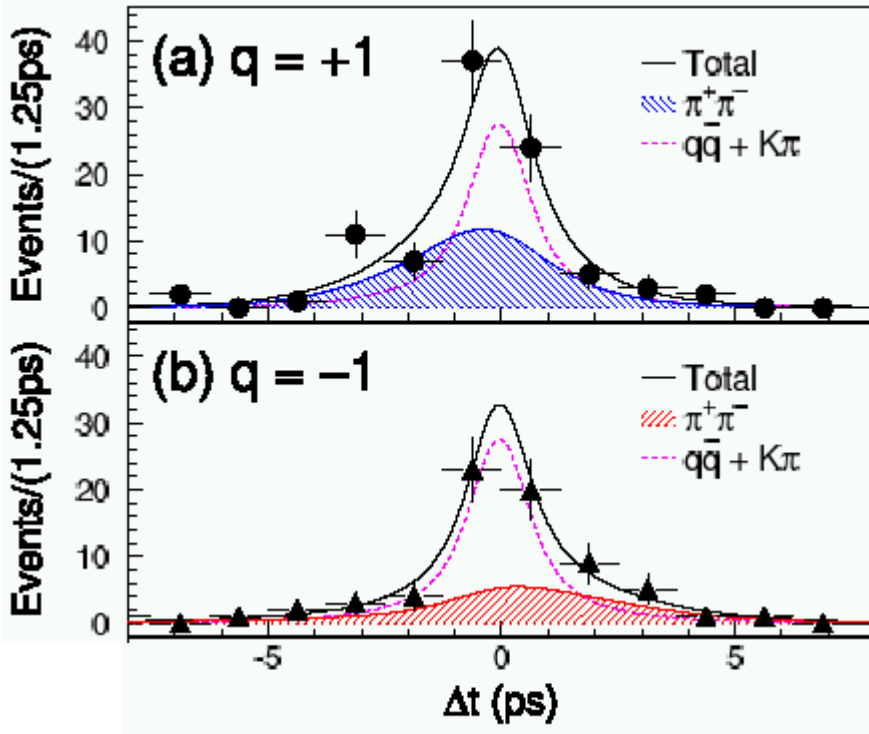 (a) q = +1
Total
π⁺π⁻
qq̄ + Kπ
Events/(1.25ps)
40
30
20
10
0
(b) q = −1
Total
π⁺π⁻
qq̄ + Kπ
Events/(1.25ps)
40
30
20
10
0
-5
0
5
Δt (ps)